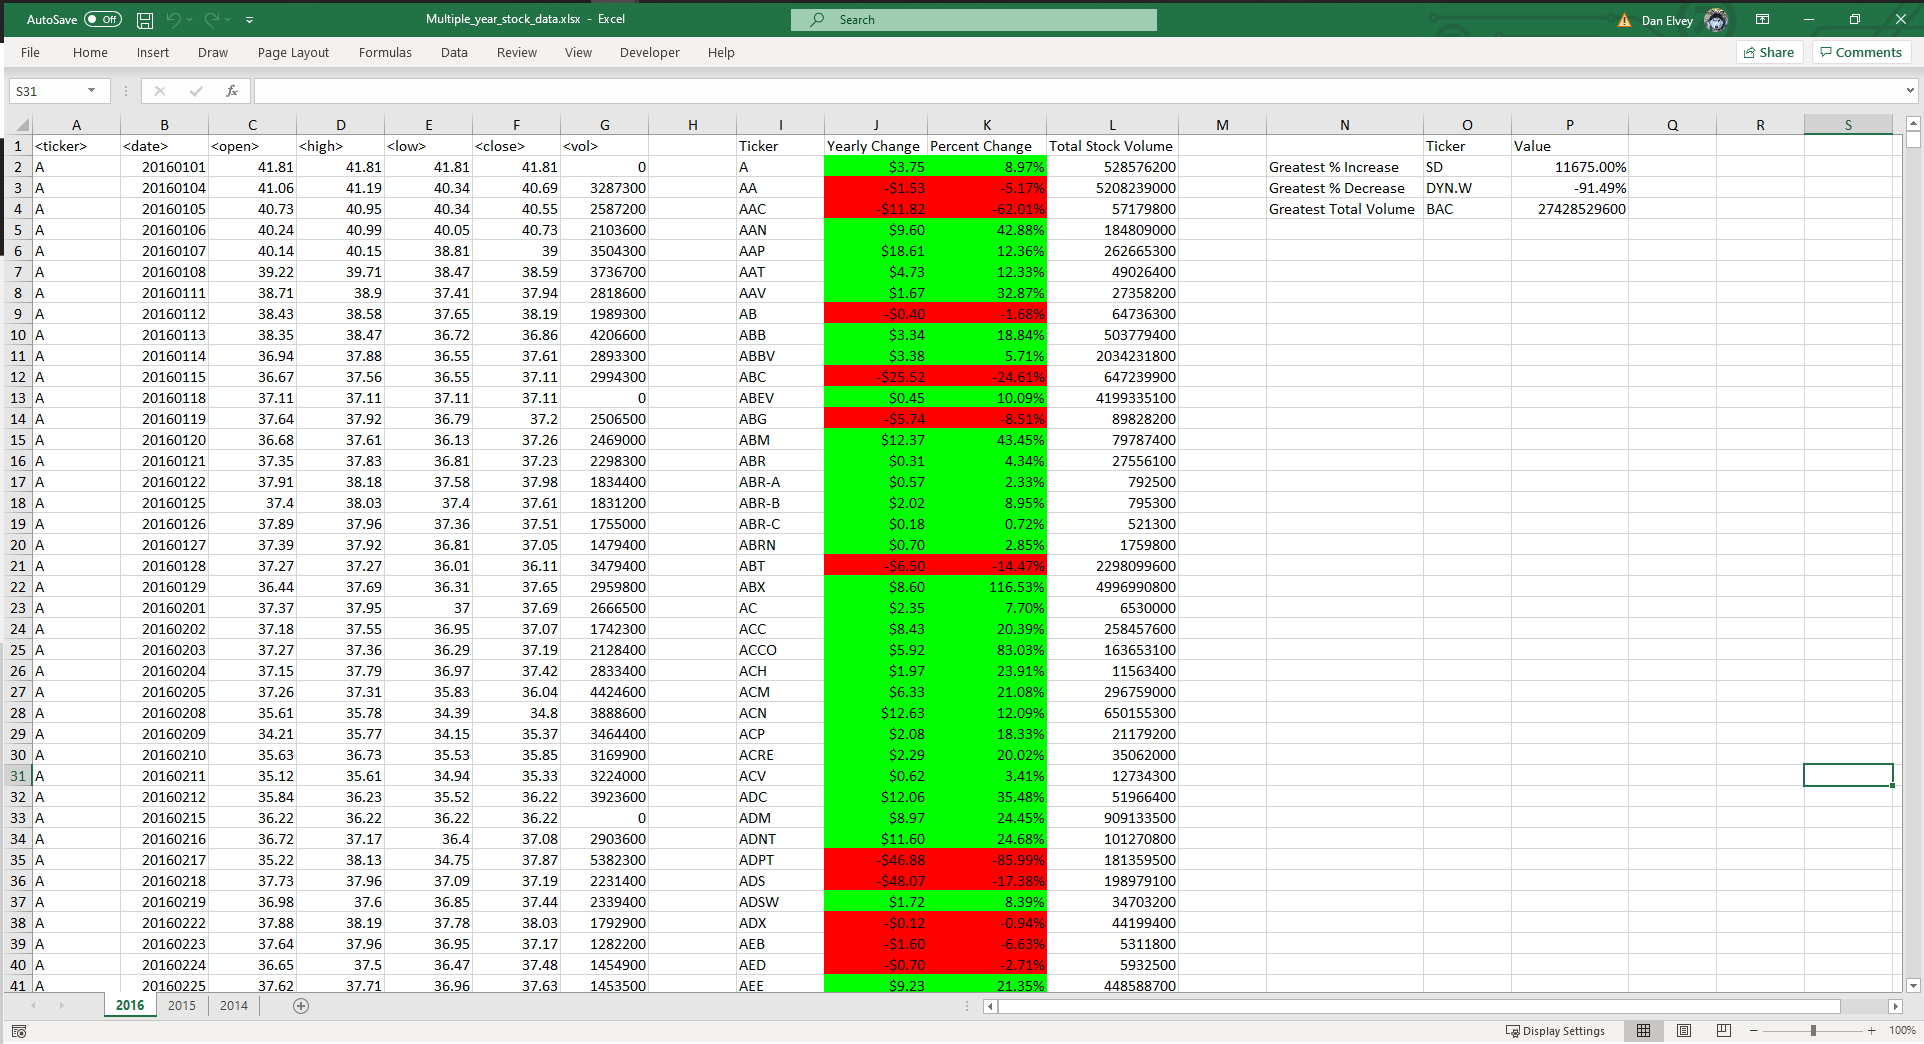 AutoSave Off Multiple_year_stock_data.xlsx - Excel Search Dan Elvey
File Home Insert Draw Page Layout Formulas Data Review View Developer Help Share Comments
S31 fx
A B C D E F G H I J K L M N O P Q R S
1 <ticker> <date> <open> <high> <low> <close> <vol> Ticker Yearly Change Percent Change Total Stock Volume Ticker Value
2 A 20160101 41.81 41.81 41.81 41.81 0 A $3.75 8.97% 528576200 Greatest % Increase SD 11675.00%
3 A 20160104 41.06 41.19 40.34 40.69 3287300 AA -$1.53 -5.17% 5208239000 Greatest % Decrease DYN.W -91.49%
4 A 20160105 40.73 40.95 40.34 40.55 2587200 AAC -$11.82 -62.01% 57179800 Greatest Total Volume BAC 27428529600
5 A 20160106 40.24 40.99 40.05 40.73 2103600 AAN $9.60 42.88% 184809000
6 A 20160107 40.14 40.15 38.81 39 3504300 AAP $18.61 12.36% 262665300
7 A 20160108 39.22 39.71 38.47 38.59 3736700 AAT $4.73 12.33% 49026400
8 A 20160111 38.71 38.9 37.41 37.94 2818600 AAV $1.67 32.87% 27358200
9 A 20160112 38.43 38.58 37.65 38.19 1989300 AB -$0.40 -1.68% 64736300
10 A 20160113 38.35 38.47 36.72 36.86 4206600 ABB $3.34 18.84% 503779400
11 A 20160114 36.94 37.88 36.55 37.61 2893300 ABBV $3.38 5.71% 2034231800
12 A 20160115 36.67 37.56 36.55 37.11 2994300 ABC -$25.52 -24.61% 647239900
13 A 20160118 37.11 37.11 37.11 37.11 0 ABEV $0.45 10.09% 4199335100
14 A 20160119 37.64 37.92 36.79 37.2 2506500 ABG -$5.74 -8.51% 89828200
15 A 20160120 36.68 37.61 36.13 37.26 2469000 ABM $12.37 43.45% 79787400
16 A 20160121 37.35 37.83 36.81 37.23 2298300 ABR $0.31 4.34% 27556100
17 A 20160122 37.91 38.18 37.58 37.98 1834400 ABR-A $0.57 2.33% 792500
18 A 20160125 37.4 38.03 37.4 37.61 1831200 ABR-B $2.02 8.95% 795300
19 A 20160126 37.89 37.96 37.36 37.51 1755000 ABR-C $0.18 0.72% 521300
20 A 20160127 37.39 37.92 36.81 37.05 1479400 ABRN $0.70 2.85% 1759800
21 A 20160128 37.27 37.27 36.01 36.11 3479400 ABT -$6.50 -14.47% 2298099600
22 A 20160129 36.44 37.69 36.31 37.65 2959800 ABX $8.60 116.53% 4996990800
23 A 20160201 37.37 37.95 37 37.69 2666500 AC $2.35 7.70% 6530000
24 A 20160202 37.18 37.55 36.95 37.07 1742300 ACC $8.43 20.39% 258457600
25 A 20160203 37.27 37.36 36.29 37.19 2128400 ACCO $5.92 83.03% 163653100
26 A 20160204 37.15 37.79 36.97 37.42 2833400 ACH $1.97 23.91% 11563400
27 A 20160205 37.26 37.31 35.83 36.04 4424600 ACM $6.33 21.08% 296759000
28 A 20160208 35.61 35.78 34.39 34.8 3888600 ACN $12.63 12.09% 650155300
29 A 20160209 34.21 35.77 34.15 35.37 3464400 ACP $2.08 18.33% 21179200
30 A 20160210 35.63 36.73 35.53 35.85 3169900 ACRE $2.29 20.02% 35062000
31 A 20160211 35.12 35.61 34.94 35.33 3224000 ACV $0.62 3.41% 12734300
32 A 20160212 35.84 36.23 35.52 36.22 3923600 ADC $12.06 35.48% 51966400
33 A 20160215 36.22 36.22 36.22 36.22 0 ADM $8.97 24.45% 909133500
34 A 20160216 36.72 37.17 36.4 37.08 2903600 ADNT $11.60 24.68% 101270800
35 A 20160217 35.22 38.13 34.75 37.87 5382300 ADPT -$46.88 -85.99% 181359500
36 A 20160218 37.73 37.96 37.09 37.19 2231400 ADS -$48.07 -17.38% 198979100
37 A 20160219 36.98 37.6 36.85 37.44 2339400 ADSW $1.72 8.39% 34703200
38 A 20160222 37.88 38.19 37.78 38.03 1792900 ADX -$0.12 -0.94% 44199400
39 A 20160223 37.64 37.96 36.95 37.17 1282200 AEB -$1.60 -6.63% 5311800
40 A 20160224 36.65 37.5 36.47 37.48 1454900 AED -$0.70 -2.71% 5932500
41 A 20160225 37.62 37.71 36.96 37.63 1453500 AEE $9.23 21.35% 448588700
2016 2015 2014
Display Settings 100%